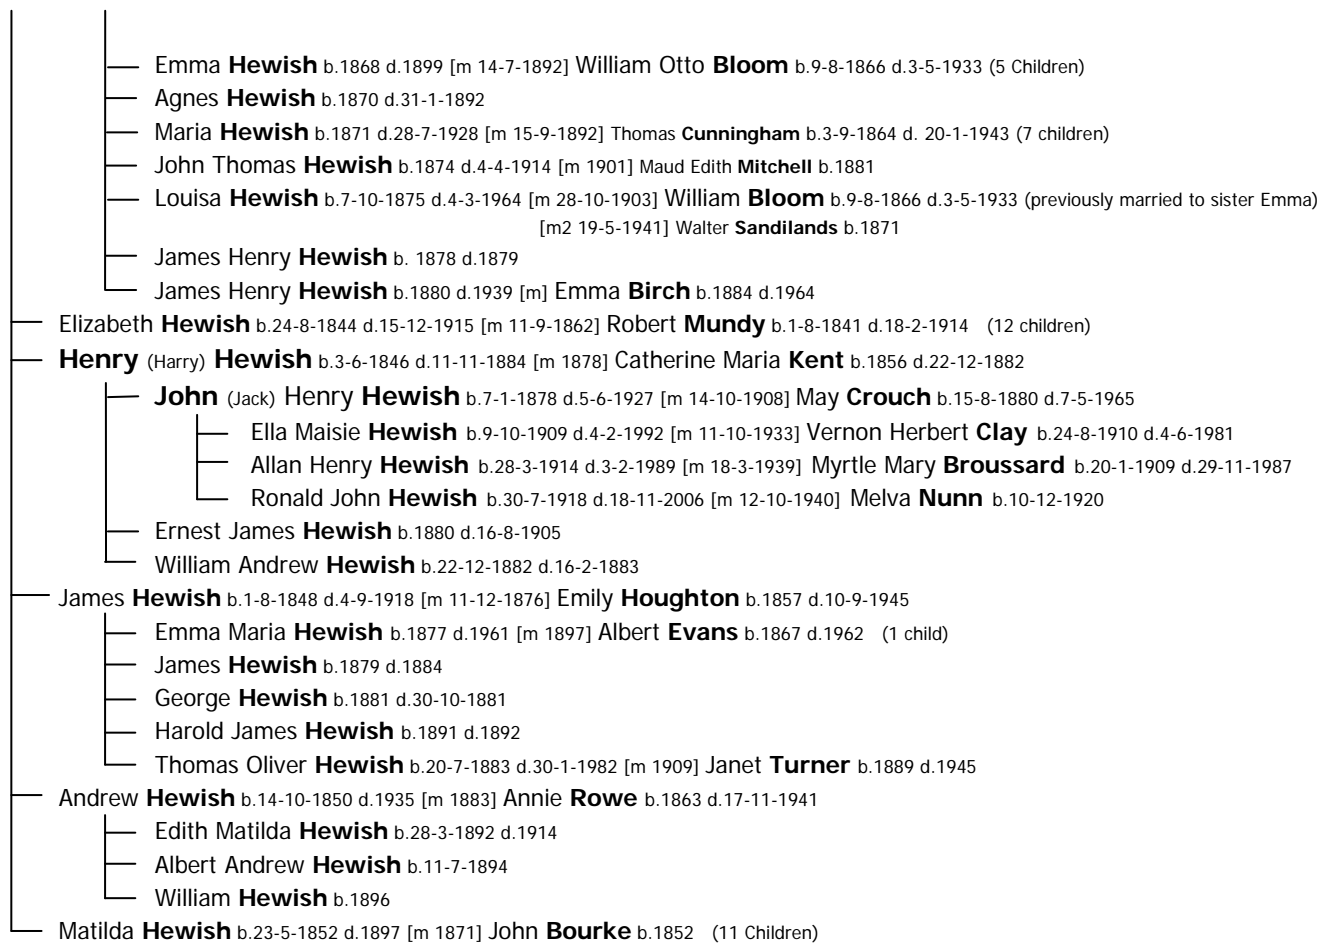 Emma Hewish b.1868 d.1899 [m 14-7-1892] William Otto Bloom b.9-8-1866 d.3-5-1933 (5 Children)
Agnes Hewish b.1870 d.31-1-1892
Maria Hewish b.1871 d.28-7-1928 [m 15-9-1892] Thomas Cunningham b.3-9-1864 d. 20-1-1943 (7 children)
John Thomas Hewish b.1874 d.4-4-1914 [m 1901] Maud Edith Mitchell b.1881
Louisa Hewish b.7-10-1875 d.4-3-1964 [m 28-10-1903] William Bloom b.9-8-1866 d.3-5-1933 (previously married to sister Emma)
[m2 19-5-1941] Walter Sandilands b.1871
James Henry Hewish b. 1878 d.1879
James Henry Hewish b.1880 d.1939 [m] Emma Birch b.1884 d.1964
Elizabeth Hewish b.24-8-1844 d.15-12-1915 [m 11-9-1862] Robert Mundy b.1-8-1841 d.18-2-1914 (12 children)
Henry (Harry) Hewish b.3-6-1846 d.11-11-1884 [m 1878] Catherine Maria Kent b.1856 d.22-12-1882
John (Jack) Henry Hewish b.7-1-1878 d.5-6-1927 [m 14-10-1908] May Crouch b.15-8-1880 d.7-5-1965
Ella Maisie Hewish b.9-10-1909 d.4-2-1992 [m 11-10-1933] Vernon Herbert Clay b.24-8-1910 d.4-6-1981
Allan Henry Hewish b.28-3-1914 d.3-2-1989 [m 18-3-1939] Myrtle Mary Broussard b.20-1-1909 d.29-11-1987
Ronald John Hewish b.30-7-1918 d.18-11-2006 [m 12-10-1940] Melva Nunn b.10-12-1920
Ernest James Hewish b.1880 d.16-8-1905
William Andrew Hewish b.22-12-1882 d.16-2-1883
James Hewish b.1-8-1848 d.4-9-1918 [m 11-12-1876] Emily Houghton b.1857 d.10-9-1945
Emma Maria Hewish b.1877 d.1961 [m 1897] Albert Evans b.1867 d.1962 (1 child)
James Hewish b.1879 d.1884
George Hewish b.1881 d.30-10-1881
Harold James Hewish b.1891 d.1892
Thomas Oliver Hewish b.20-7-1883 d.30-1-1982 [m 1909] Janet Turner b.1889 d.1945
Andrew Hewish b.14-10-1850 d.1935 [m 1883] Annie Rowe b.1863 d.17-11-1941
Edith Matilda Hewish b.28-3-1892 d.1914
Albert Andrew Hewish b.11-7-1894
William Hewish b.1896
Matilda Hewish b.23-5-1852 d.1897 [m 1871] John Bourke b.1852 (11 Children)